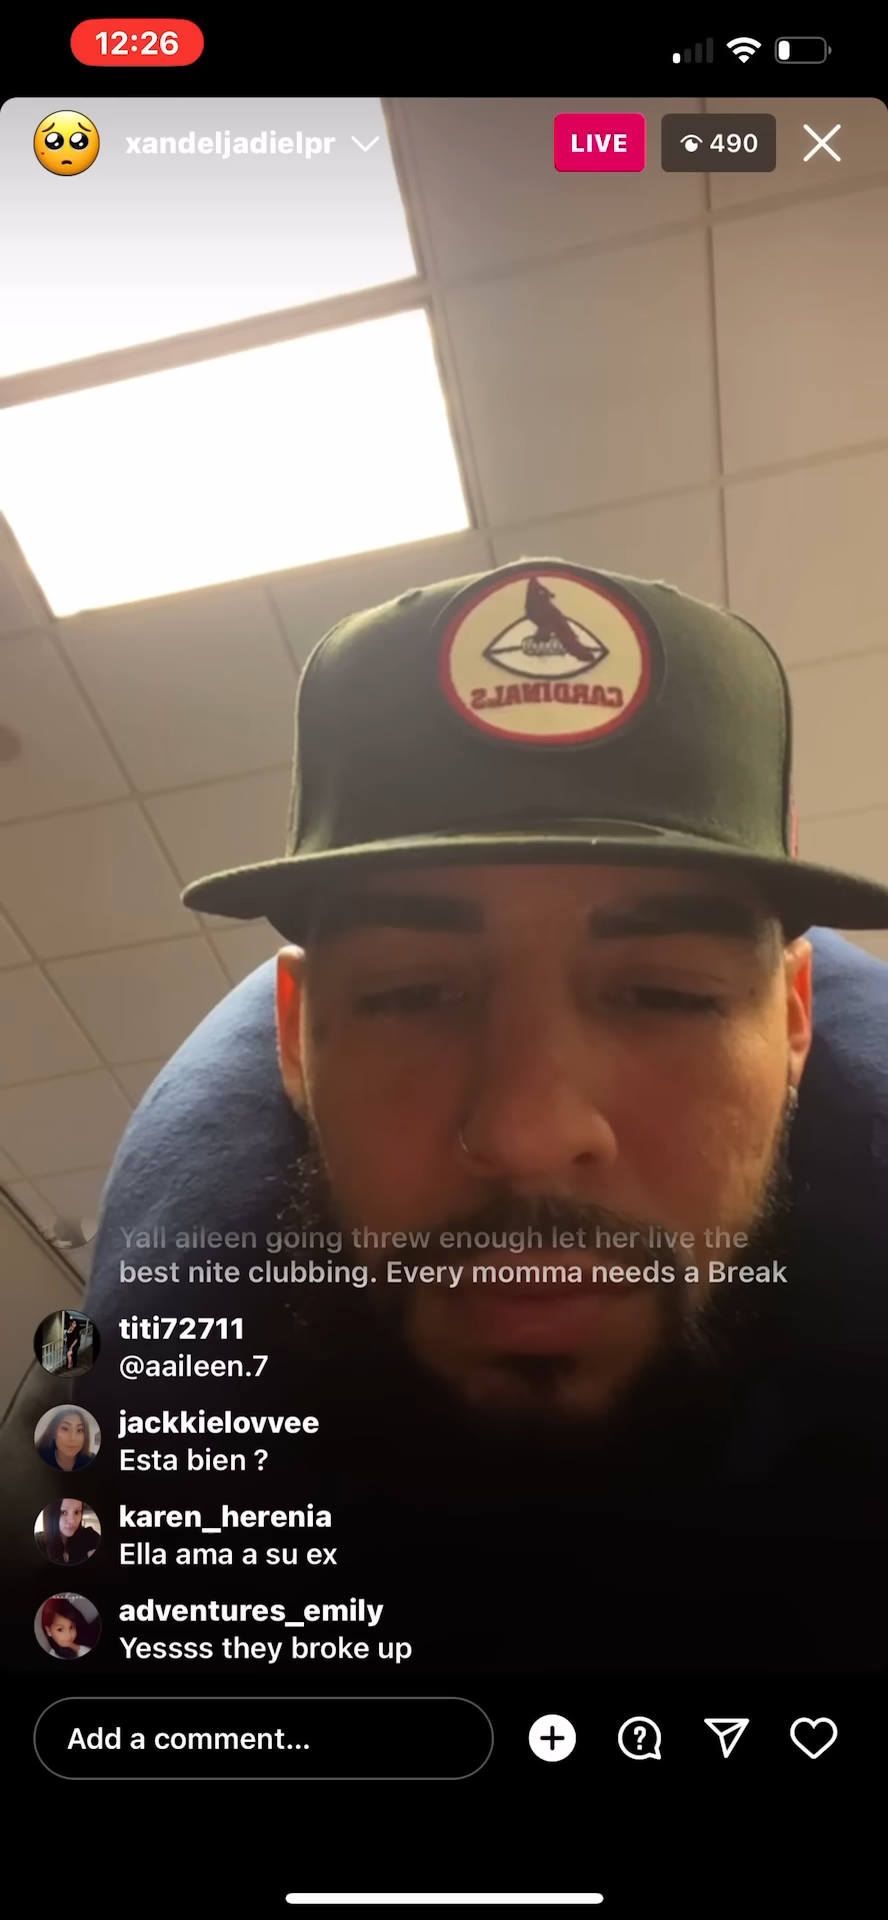 12:26
xandeljadielpr
LIVE
490
CARDINALS
Yall aileen going threw enough let her live the
best nite clubbing. Every momma needs a Break
titi72711
@aaileen.7
jackkielovvee
Esta bien ?
karen_herenia
Ella ama a su ex
adventures_emily
Yessss they broke up
Add a comment...